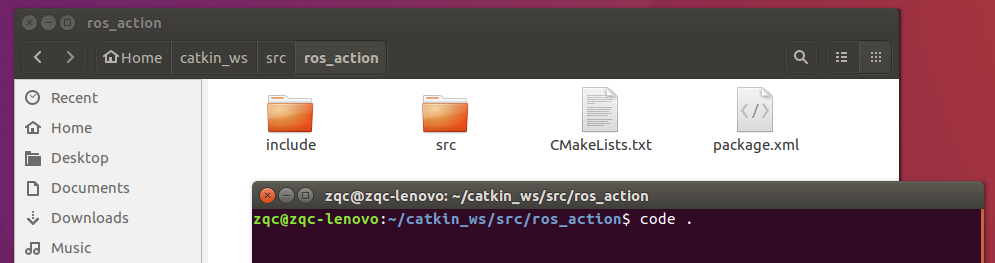 ros_action
Home catkin_ws src ros_action
Recent
Home
Desktop
Documents
Downloads
Music
include src CMakeLists.txt package.xml
zqc@zqc-lenovo: ~/catkin_ws/src/ros_action
zqc@zqc-lenovo:~/catkin_ws/src/ros_action$ code .